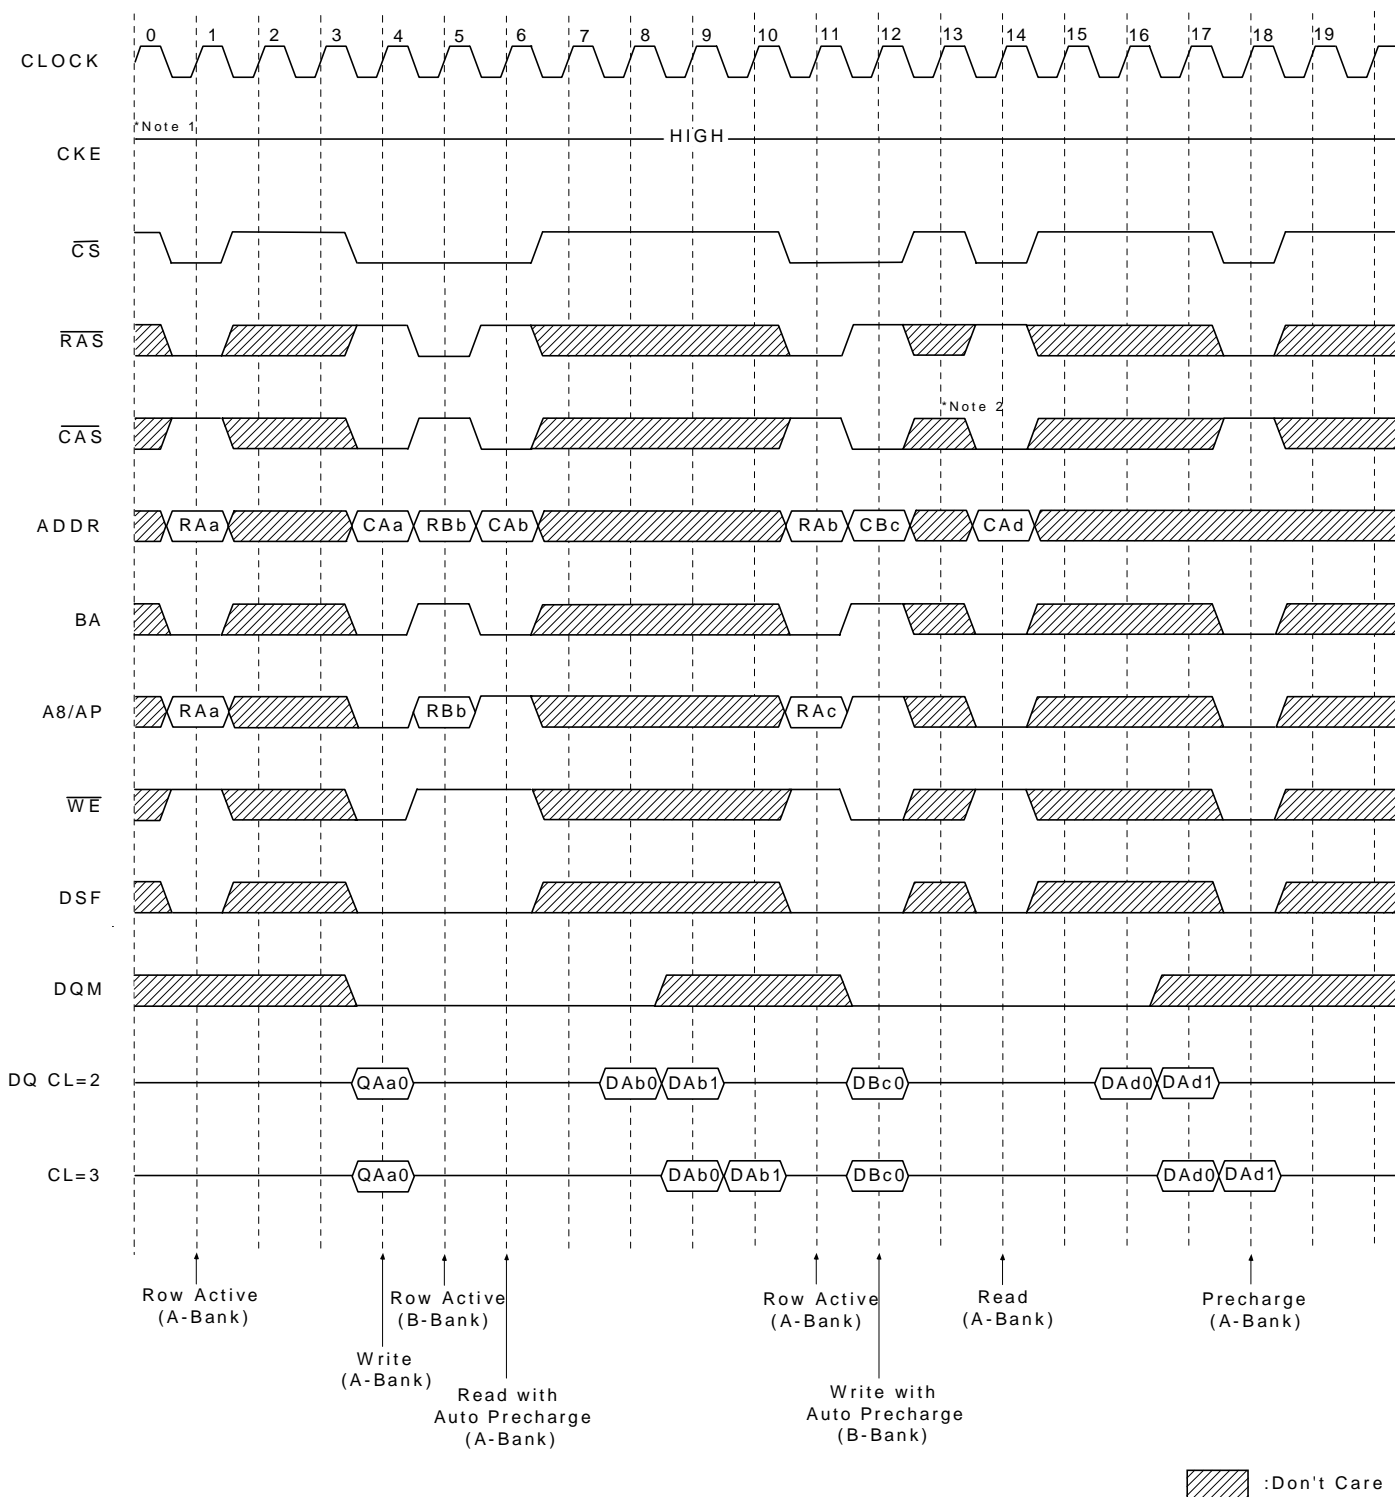 0 1 2 3 4 5 6 7 8 9 10 11 12 13 14 15 16 17 18 19
CLOCK
*Note 1
HIGH
CKE
CS
RAS
*Note 2
CAS
ADDR RAa CAa RBb CAb RAb CBc CAd
BA
A8/AP RAa RBb RAc
WE
DSF
DQM
DQ CL=2 QAa0 DAb0 DAb1 DBc0 DAd0 DAd1
CL=3 QAa0 DAb0 DAb1 DBc0 DAd0 DAd1
Row Active
(A-Bank)
Write
(A-Bank)
Row Active
(B-Bank)
Read with
Auto Precharge
(A-Bank)
Row Active
(A-Bank)
Write with
Auto Precharge
(B-Bank)
Read
(A-Bank)
Precharge
(A-Bank)
:Don't Care